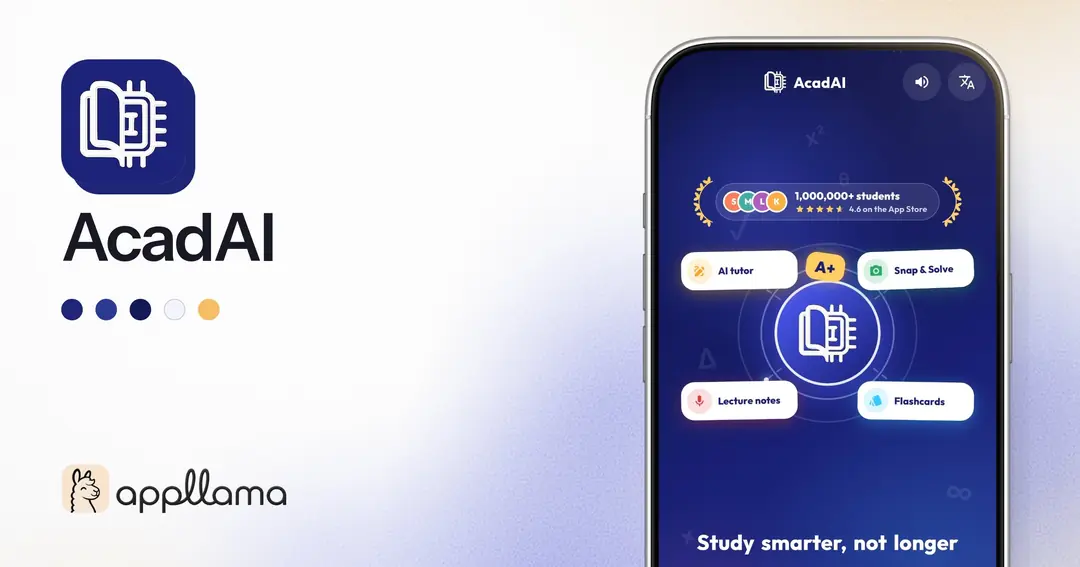 AcadAI
appllama
AcadAI
1,000,000+ students
S M L K
4.6 on the App Store
AI tutor
A+
Snap & Solve
Lecture notes
Flashcards
Study smarter, not longer